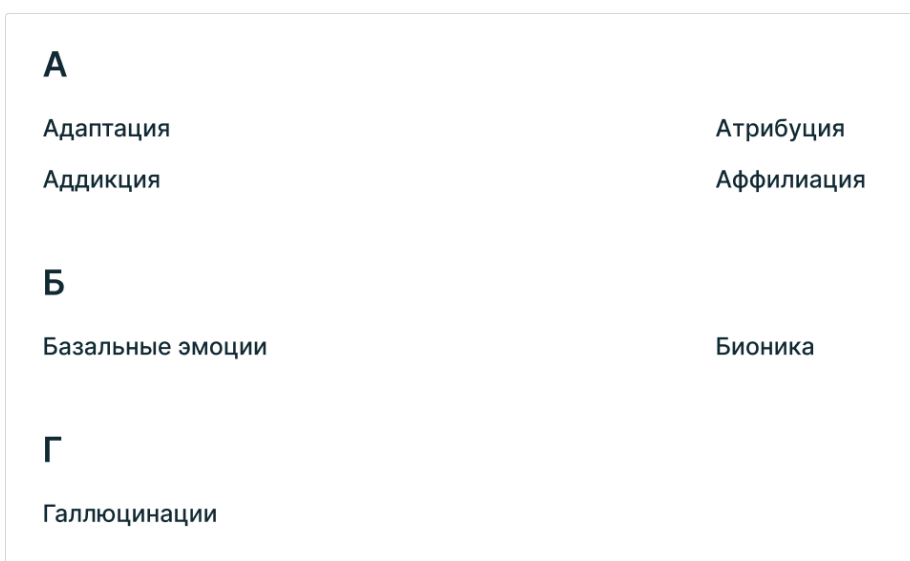 А
Адаптация
Атрибуция
Аддикция
Аффилиация
Б
Базальные эмоции
Бионика
Г
Галлюцинации